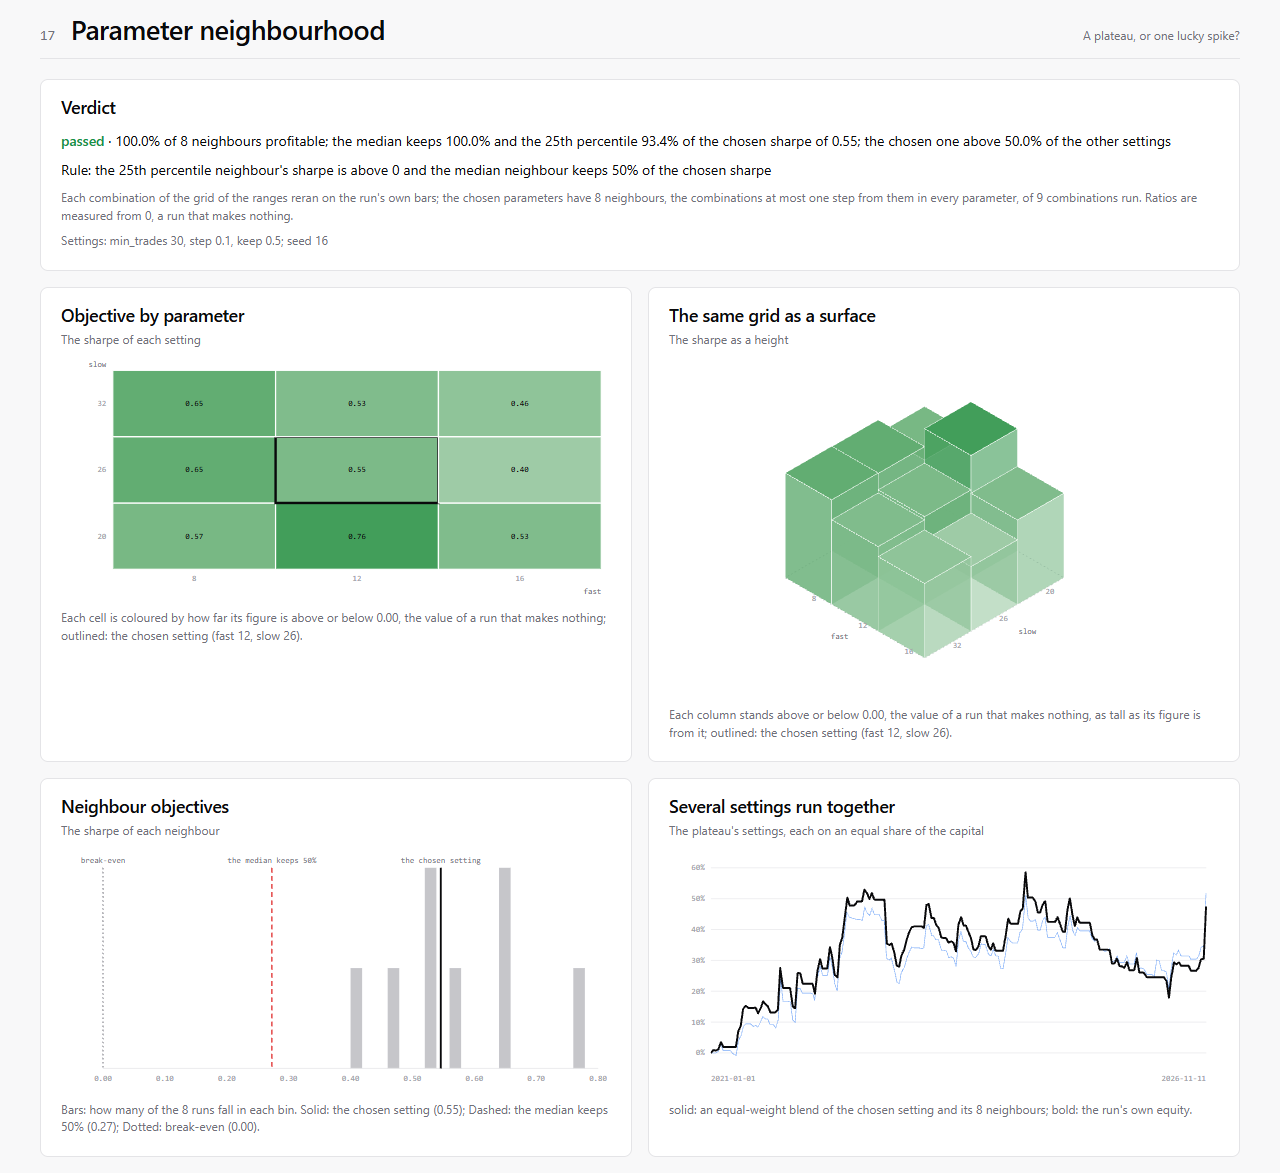 17 Parameter neighbourhood
A plateau, or one lucky spike?
Verdict
passed · 100.0% of 8 neighbours profitable; the median keeps 100.0% and the 25th percentile 93.4% of the chosen sharpe of 0.55; the chosen one above 50.0% of the other settings
Rule: the 25th percentile neighbour's sharpe is above 0 and the median neighbour keeps 50% of the chosen sharpe
Each combination of the grid of the ranges reran on the run's own bars; the chosen parameters have 8 neighbours, the combinations at most one step from them in every parameter, of 9 combinations run. Ratios are
measured from 0, a run that makes nothing.
Settings: min_trades 30, step 0.1, keep 0.5; seed 16
Objective by parameter
The sharpe of each setting
slow
32 0.65 0.53 0.46
26 0.65 0.55 0.40
20 0.57 0.76 0.53
8 12 16
fast
Each cell is coloured by how far its figure is above or below 0.00, the value of a run that makes nothing;
outlined: the chosen setting (fast 12, slow 26).
The same grid as a surface
The sharpe as a height
8 20
12 26
fast slow
16 32
Each column stands above or below 0.00, the value of a run that makes nothing, as tall as its figure is
from it; outlined: the chosen setting (fast 12, slow 26).
Neighbour objectives
The sharpe of each neighbour
break-even the median keeps 50% the chosen setting
0.00 0.10 0.20 0.30 0.40 0.50 0.60 0.70 0.80
Bars: how many of the 8 runs fall in each bin. Solid: the chosen setting (0.55); Dashed: the median keeps
50% (0.27); Dotted: break-even (0.00).
Several settings run together
The plateau's settings, each on an equal share of the capital
60%
50%
40%
30%
20%
10%
0%
2021-01-01 2026-11-11
solid: an equal-weight blend of the chosen setting and its 8 neighbours; bold: the run's own equity.